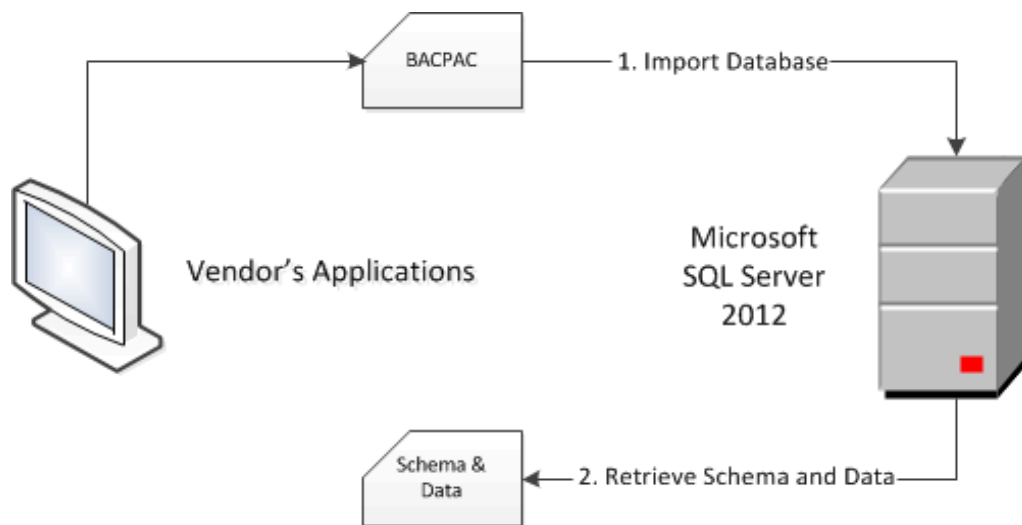 BACPAC
1. Import Database
Vendor's Applications
Microsoft
SQL Server
2012
Schema &
Data
2. Retrieve Schema and Data